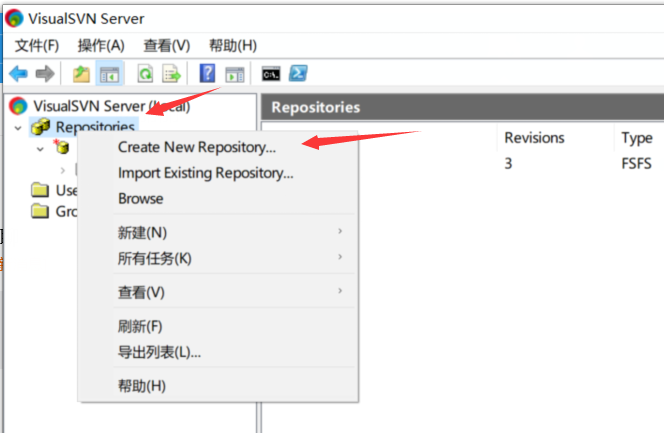 VisualSVN Server
文件(F) 操作(A) 查看(V) 帮助(H)
VisualSVN Server (Local)
Repositories
Repositories
Revisions Type
3 FSFS
Create New Repository...
Import Existing Repository...
Browse
新建(N)
所有任务(K)
查看(V)
刷新(F)
导出列表(L)...
帮助(H)
Use
Gro